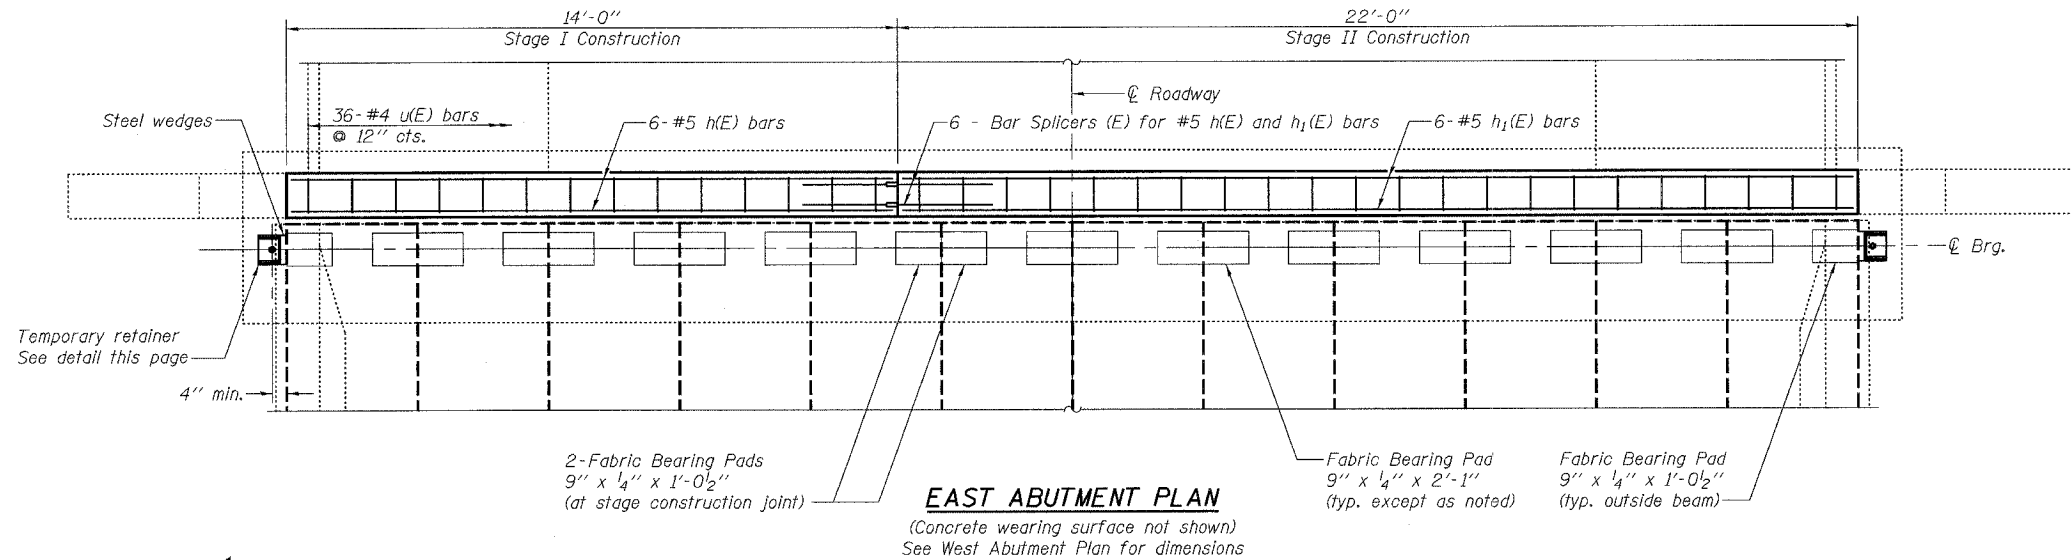 14'-0"
Stage I Construction
22'-0"
Stage II Construction
℄ Roadway
Steel wedges
36-#4 u(E) bars
@ 12" cts.
6-#5 h(E) bars
6 - Bar Splicers (E) for #5 h(E) and h₁(E) bars
6-#5 h₁(E) bars
℄ Brg.
Temporary retainer
See detail this page
4" min.
2-Fabric Bearing Pads
9" x 1/4" x 1'-0 1/2"
(at stage construction joint)
Fabric Bearing Pad
9" x 1/4" x 2'-1"
(typ. except as noted)
Fabric Bearing Pad
9" x 1/4" x 1'-0 1/2"
(typ. outside beam)
EAST ABUTMENT PLAN
(Concrete wearing surface not shown)
See West Abutment Plan for dimensions